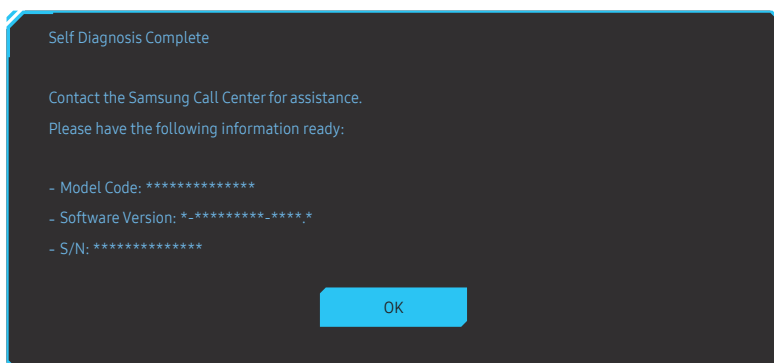 Self Diagnosis Complete
Contact the Samsung Call Center for assistance.
Please have the following information ready:
- Model Code: **************
- Software Version: *-*********-****.*
- S/N: **************
OK